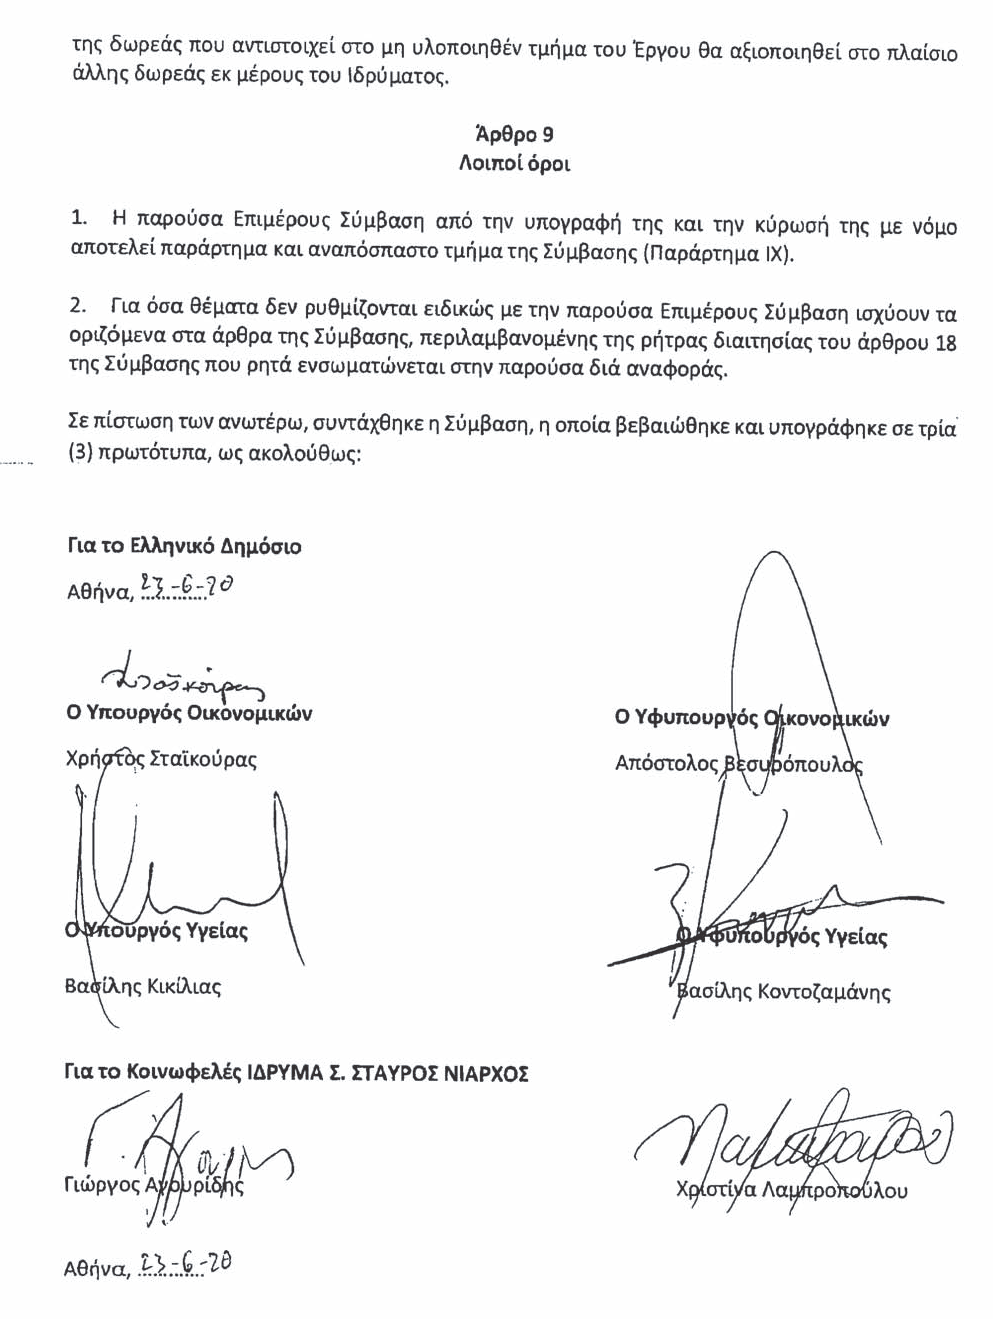 της δωρεάς που αντιστοιχεί στο μη υλοποιηθέν τμήμα του Έργου θα αξιοποιηθεί στο πλαίσιο
άλλης δωρεάς εκ μέρους του Ιδρύματος.
Άρθρο 9
Λοιποί όροι
1. Η παρούσα Επιμέρους Σύμβαση από την υπογραφή της και την κύρωσή της με νόμο
αποτελεί παράρτημα και αναπόσπαστο τμήμα της Σύμβασης (Παράρτημα IX).
2. Για όσα θέματα δεν ρυθμίζονται ειδικώς με την παρούσα Επιμέρους Σύμβαση ισχύουν τα
οριζόμενα στα άρθρα της Σύμβασης, περιλαμβανομένης της ρήτρας διαιτησίας του άρθρου 18
της Σύμβασης που ρητά ενσωματώνεται στην παρούσα διά αναφοράς.
Σε πίστωση των ανωτέρω, συντάχθηκε η Σύμβαση, η οποία βεβαιώθηκε και υπογράφηκε σε τρία
(3) πρωτότυπα, ως ακολούθως:
Για το Ελληνικό Δημόσιο
Αθήνα, 23-6-20
Ο Υπουργός Οικονομικών
Ο Υφυπουργός Οικονομικών
Χρήστος Σταϊκούρας
Απόστολος Βεσυρόπουλος
Ο Υπουργός Υγείας
Ο Υφυπουργός Υγείας
Βασίλης Κικίλιας
Βασίλης Κοντοζαμάνης
Για το Κοινωφελές ΙΔΡΥΜΑ Σ. ΣΤΑΥΡΟΣ ΝΙΑΡΧΟΣ
Γιώργος Αγουρίδης
Χριστίνα Λαμπροπούλου
Αθήνα, 23-6-20